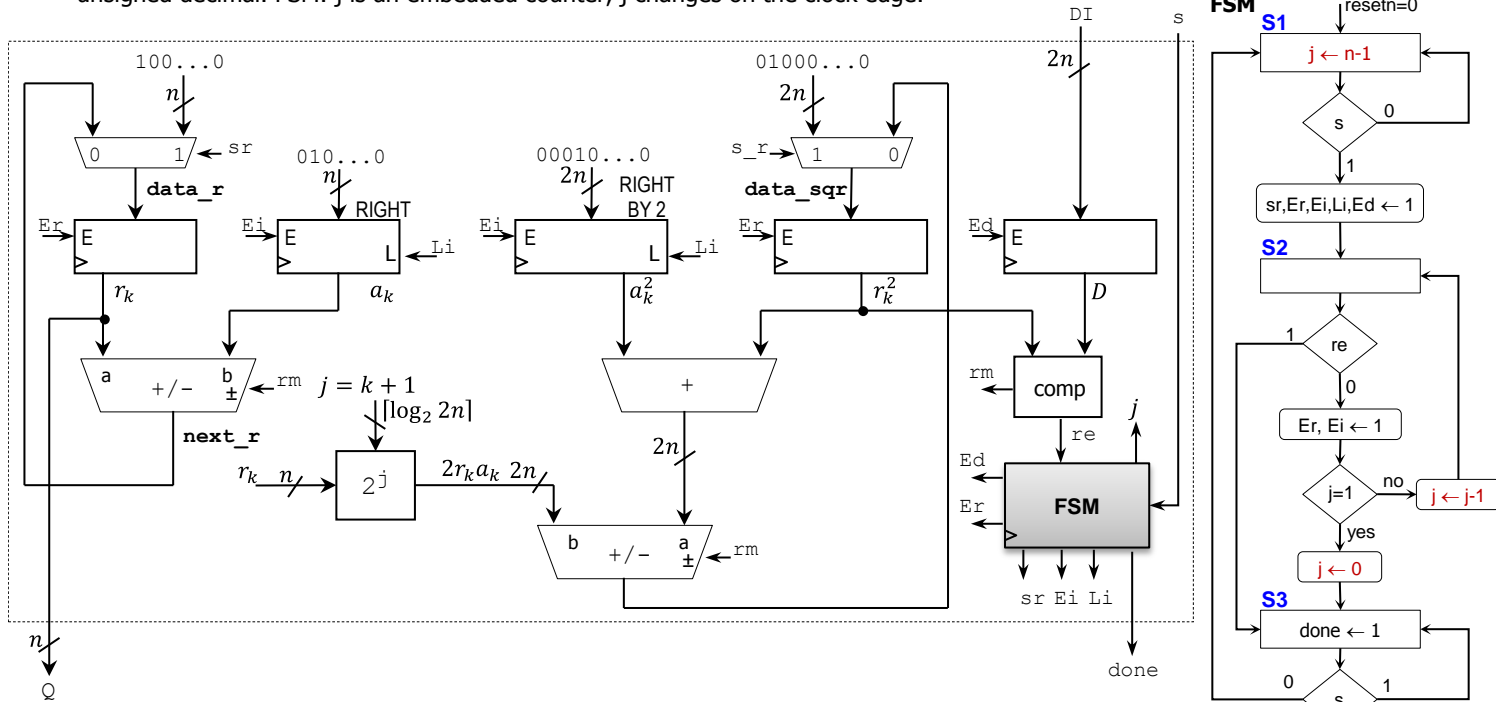 unsigned decimal. FSM: j is an embedded counter, j changes on the clock edge.
DI
s
2n
100...0
n
0 1
sr
data_r
Er
E
r_k
010...0
n
RIGHT
Ei
E
L
Li
a_k
00010...0
2n
RIGHT
BY 2
Ei
E
L
Li
a_k^2
01000...0
2n
s_r
1 0
data_sqr
Er
E
r_k^2
Ed
E
D
a
+/-
b
±
rm
next_r
j = k + 1
⌈log₂ 2n⌉
r_k n
2^j
2r_k a_k 2n
+
2n
b
+/-
a
±
rm
comp
rm
re
j
Ed
Er
FSM
sr Ei Li
done
n
Q
FSM
resetn=0
S1
j ← n-1
s
0
1
sr,Er,Ei,Li,Ed ← 1
S2
re
1
0
Er, Ei ← 1
j=1
no
j ← j-1
yes
j ← 0
S3
done ← 1
s
0
1